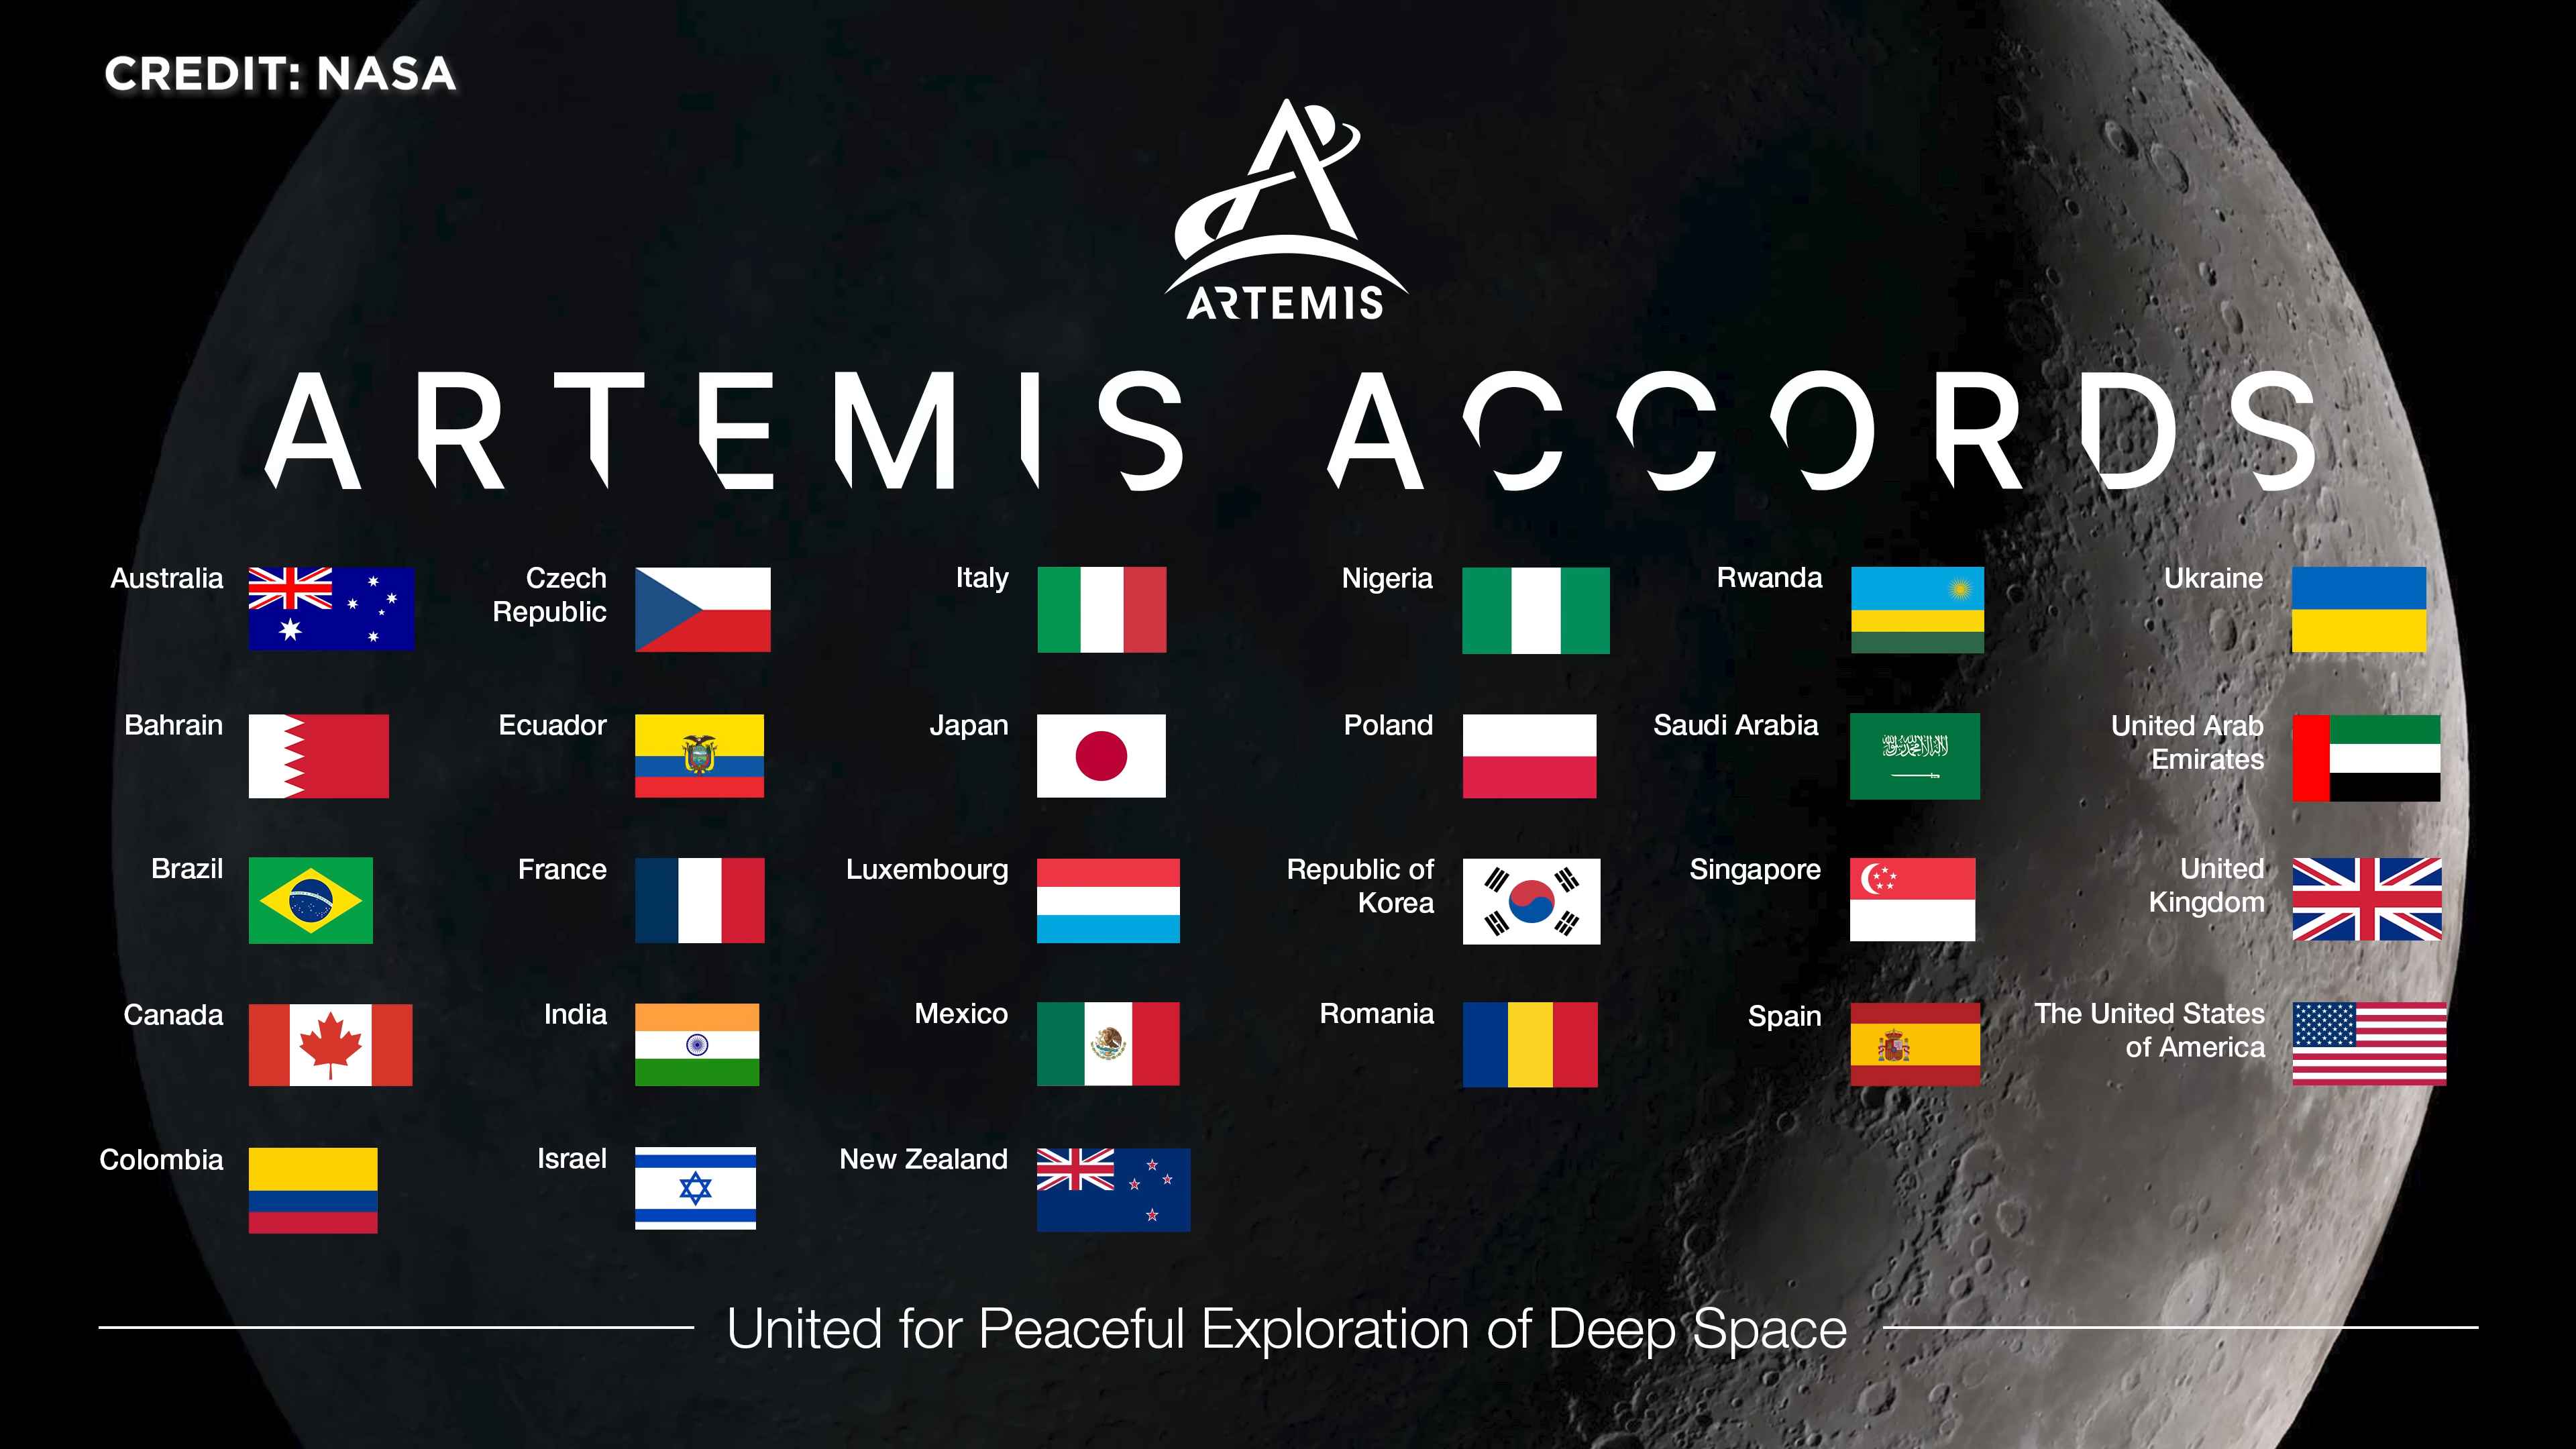 CREDIT: NASA
ARTEMIS
ARTEMIS ACCORDS
Australia
Bahrain
Brazil
Canada
Colombia
Czech
Republic
Ecuador
France
India
Israel
Italy
Japan
Luxembourg
Mexico
New Zealand
Nigeria
Poland
Republic of
Korea
Romania
Rwanda
Saudi Arabia
Singapore
Spain
Ukraine
United Arab
Emirates
United
Kingdom
The United States
of America
United for Peaceful Exploration of Deep Space